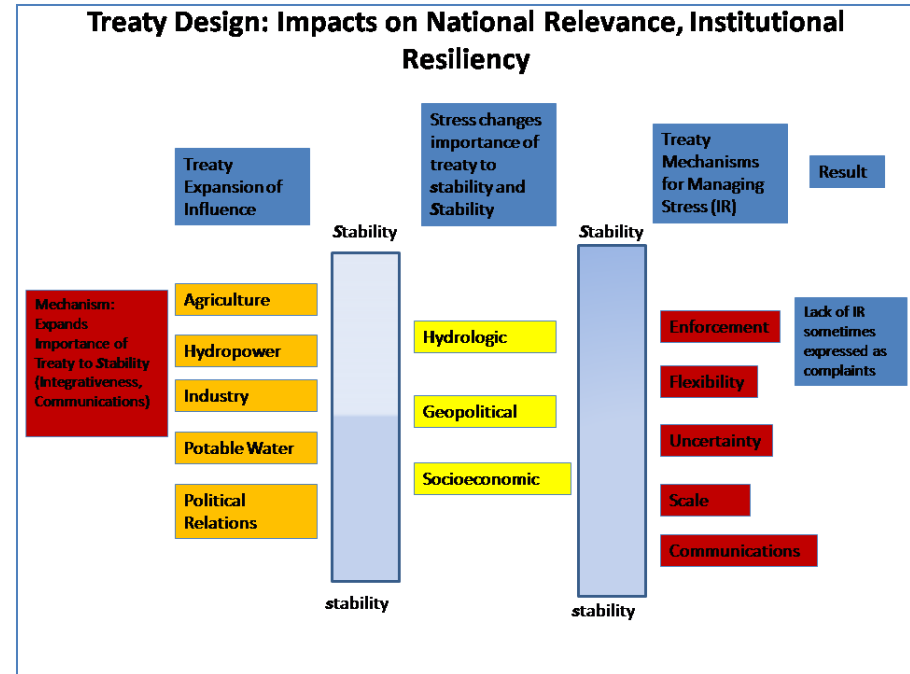 Treaty Design: Impacts on National Relevance, Institutional
Resiliency
Stress changes
importance of
treaty to
stability and
Stability
Treaty
Expansion of
Influence
Treaty
Mechanisms
for Managing
Stress (IR)
Result
Stability
Stability
Mechanism:
Expands
Importance of
Treaty to Stability
(Integrativeness,
Communications)
Agriculture
Hydropower
Industry
Potable Water
Political
Relations
Hydrologic
Geopolitical
Socioeconomic
Enforcement
Flexibility
Uncertainty
Scale
Communications
Lack of IR
sometimes
expressed as
complaints
stability
stability